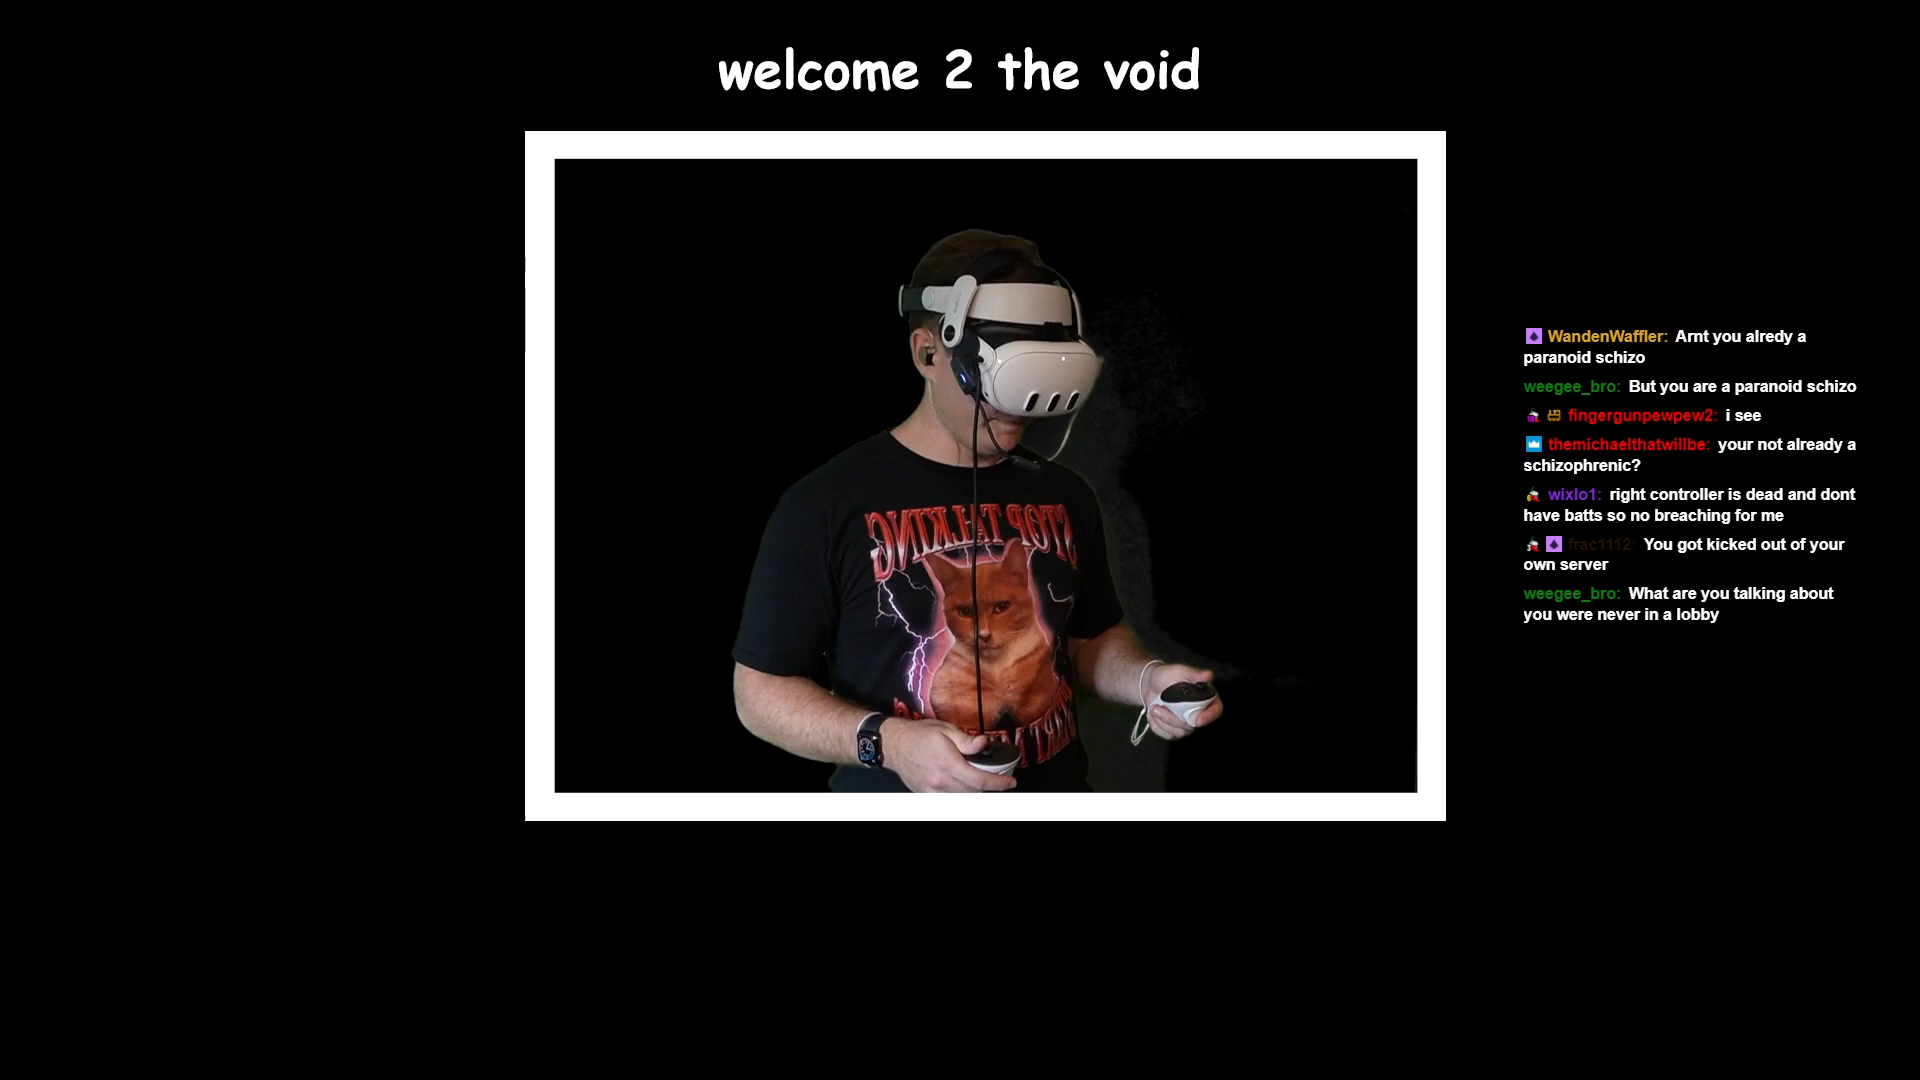 welcome 2 the void
STOP TALKING
WandenWaffler: Arnt you alredy a
paranoid schizo
weegee_bro: But you are a paranoid schizo
fingergunpewpew2: i see
themichaelthatwillbe: your not already a
schizophrenic?
wixlo1: right controller is dead and dont
have batts so no breaching for me
frac1112: You got kicked out of your
own server
weegee_bro: What are you talking about
you were never in a lobby